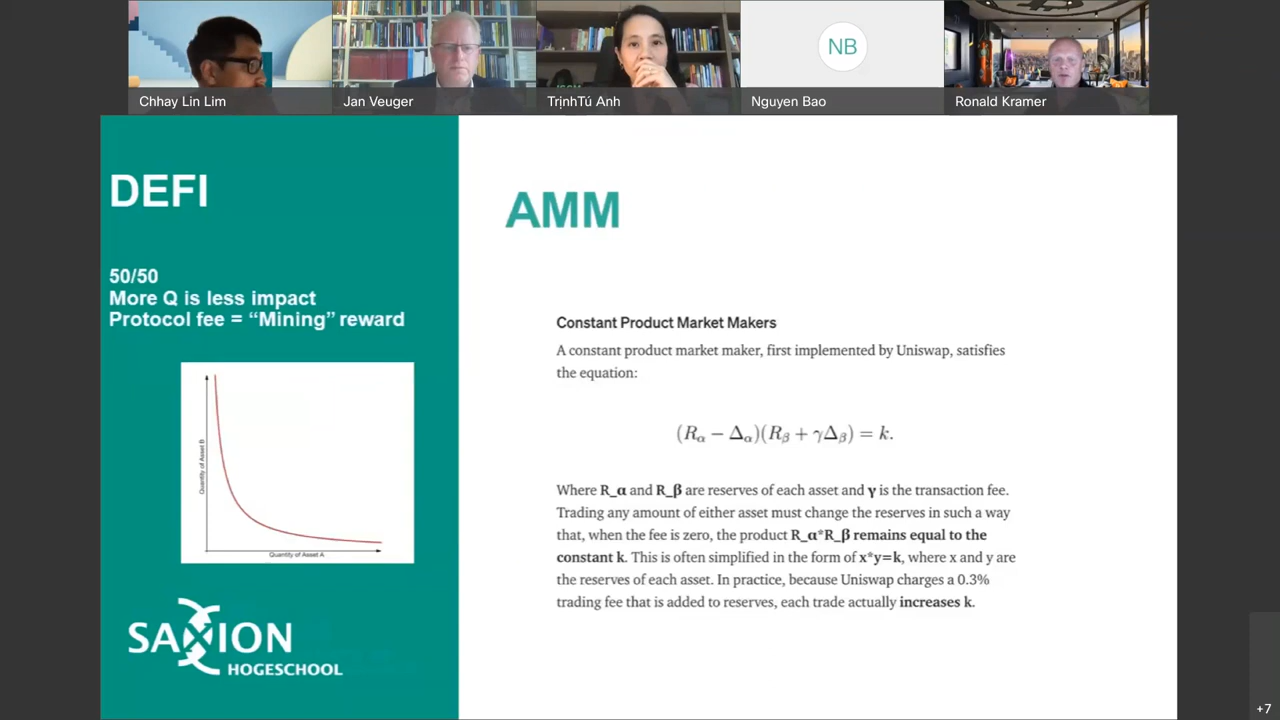 Chhay Lin Lim
Jan Veuger
TrịnhTú Anh
NB
Nguyen Bao
Ronald Kramer
DEFI
50/50
More Q is less impact
Protocol fee = “Mining” reward
Quantity of Asset B
Quantity of Asset A
SAXION
HOGESCHOOL
AMM
Constant Product Market Makers
A constant product market maker, first implemented by Uniswap, satisfies
the equation:
(Rα − Δα)(Rβ + γΔβ) = k.
Where R_α and R_β are reserves of each asset and γ is the transaction fee.
Trading any amount of either asset must change the reserves in such a way
that, when the fee is zero, the product R_α*R_β remains equal to the
constant k. This is often simplified in the form of x*y=k, where x and y are
the reserves of each asset. In practice, because Uniswap charges a 0.3%
trading fee that is added to reserves, each trade actually increases k.
+7